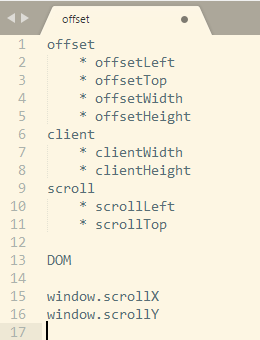 offset
1 offset
2     * offsetLeft
3     * offsetTop
4     * offsetWidth
5     * offsetHeight
6 client
7     * clientWidth
8     * clientHeight
9 scroll
10     * scrollLeft
11     * scrollTop
12
13 DOM
14
15 window.scrollX
16 window.scrollY
17